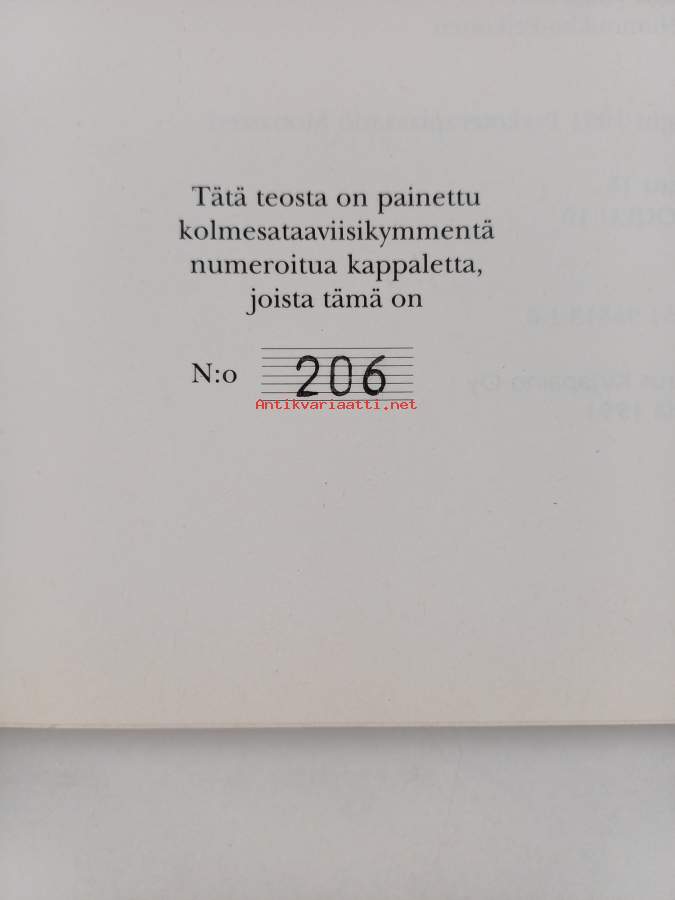 Tätä teosta on painettu
kolmesataaviisikymmentä
numeroitua kappaletta,
joista tämä on
N:o 206
Antikvariaatti.net